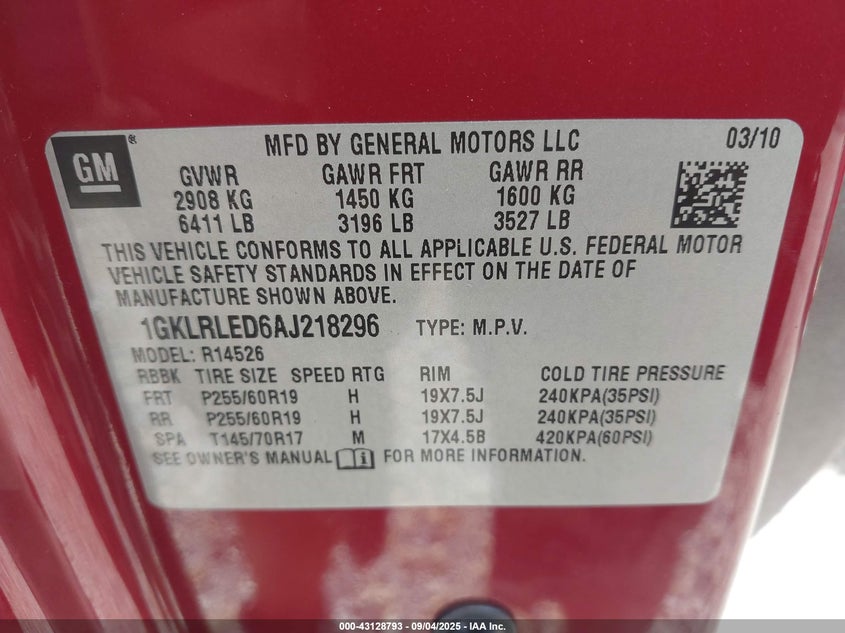 GM
MFD BY GENERAL MOTORS LLC 03/10
GVWR GAWR FRT GAWR RR
2908 KG 1450 KG 1600 KG
6411 LB 3196 LB 3527 LB
THIS VEHICLE CONFORMS TO ALL APPLICABLE U.S. FEDERAL MOTOR
VEHICLE SAFETY STANDARDS IN EFFECT ON THE DATE OF
MANUFACTURE SHOWN ABOVE.
1GKLRLED6AJ218296 TYPE: M.P.V.
MODEL: R14526
RBBK TIRE SIZE SPEED RTG RIM COLD TIRE PRESSURE
FRT P255/60R19 H 19X7.5J 240KPA(35PSI)
RR P255/60R19 H 19X7.5J 240KPA(35PSI)
SPA T145/70R17 M 17X4.5B 420KPA(60PSI)
SEE OWNER'S MANUAL i FOR MORE INFORMATION.
000-43128793 - 09/04/2025 - IAA Inc.